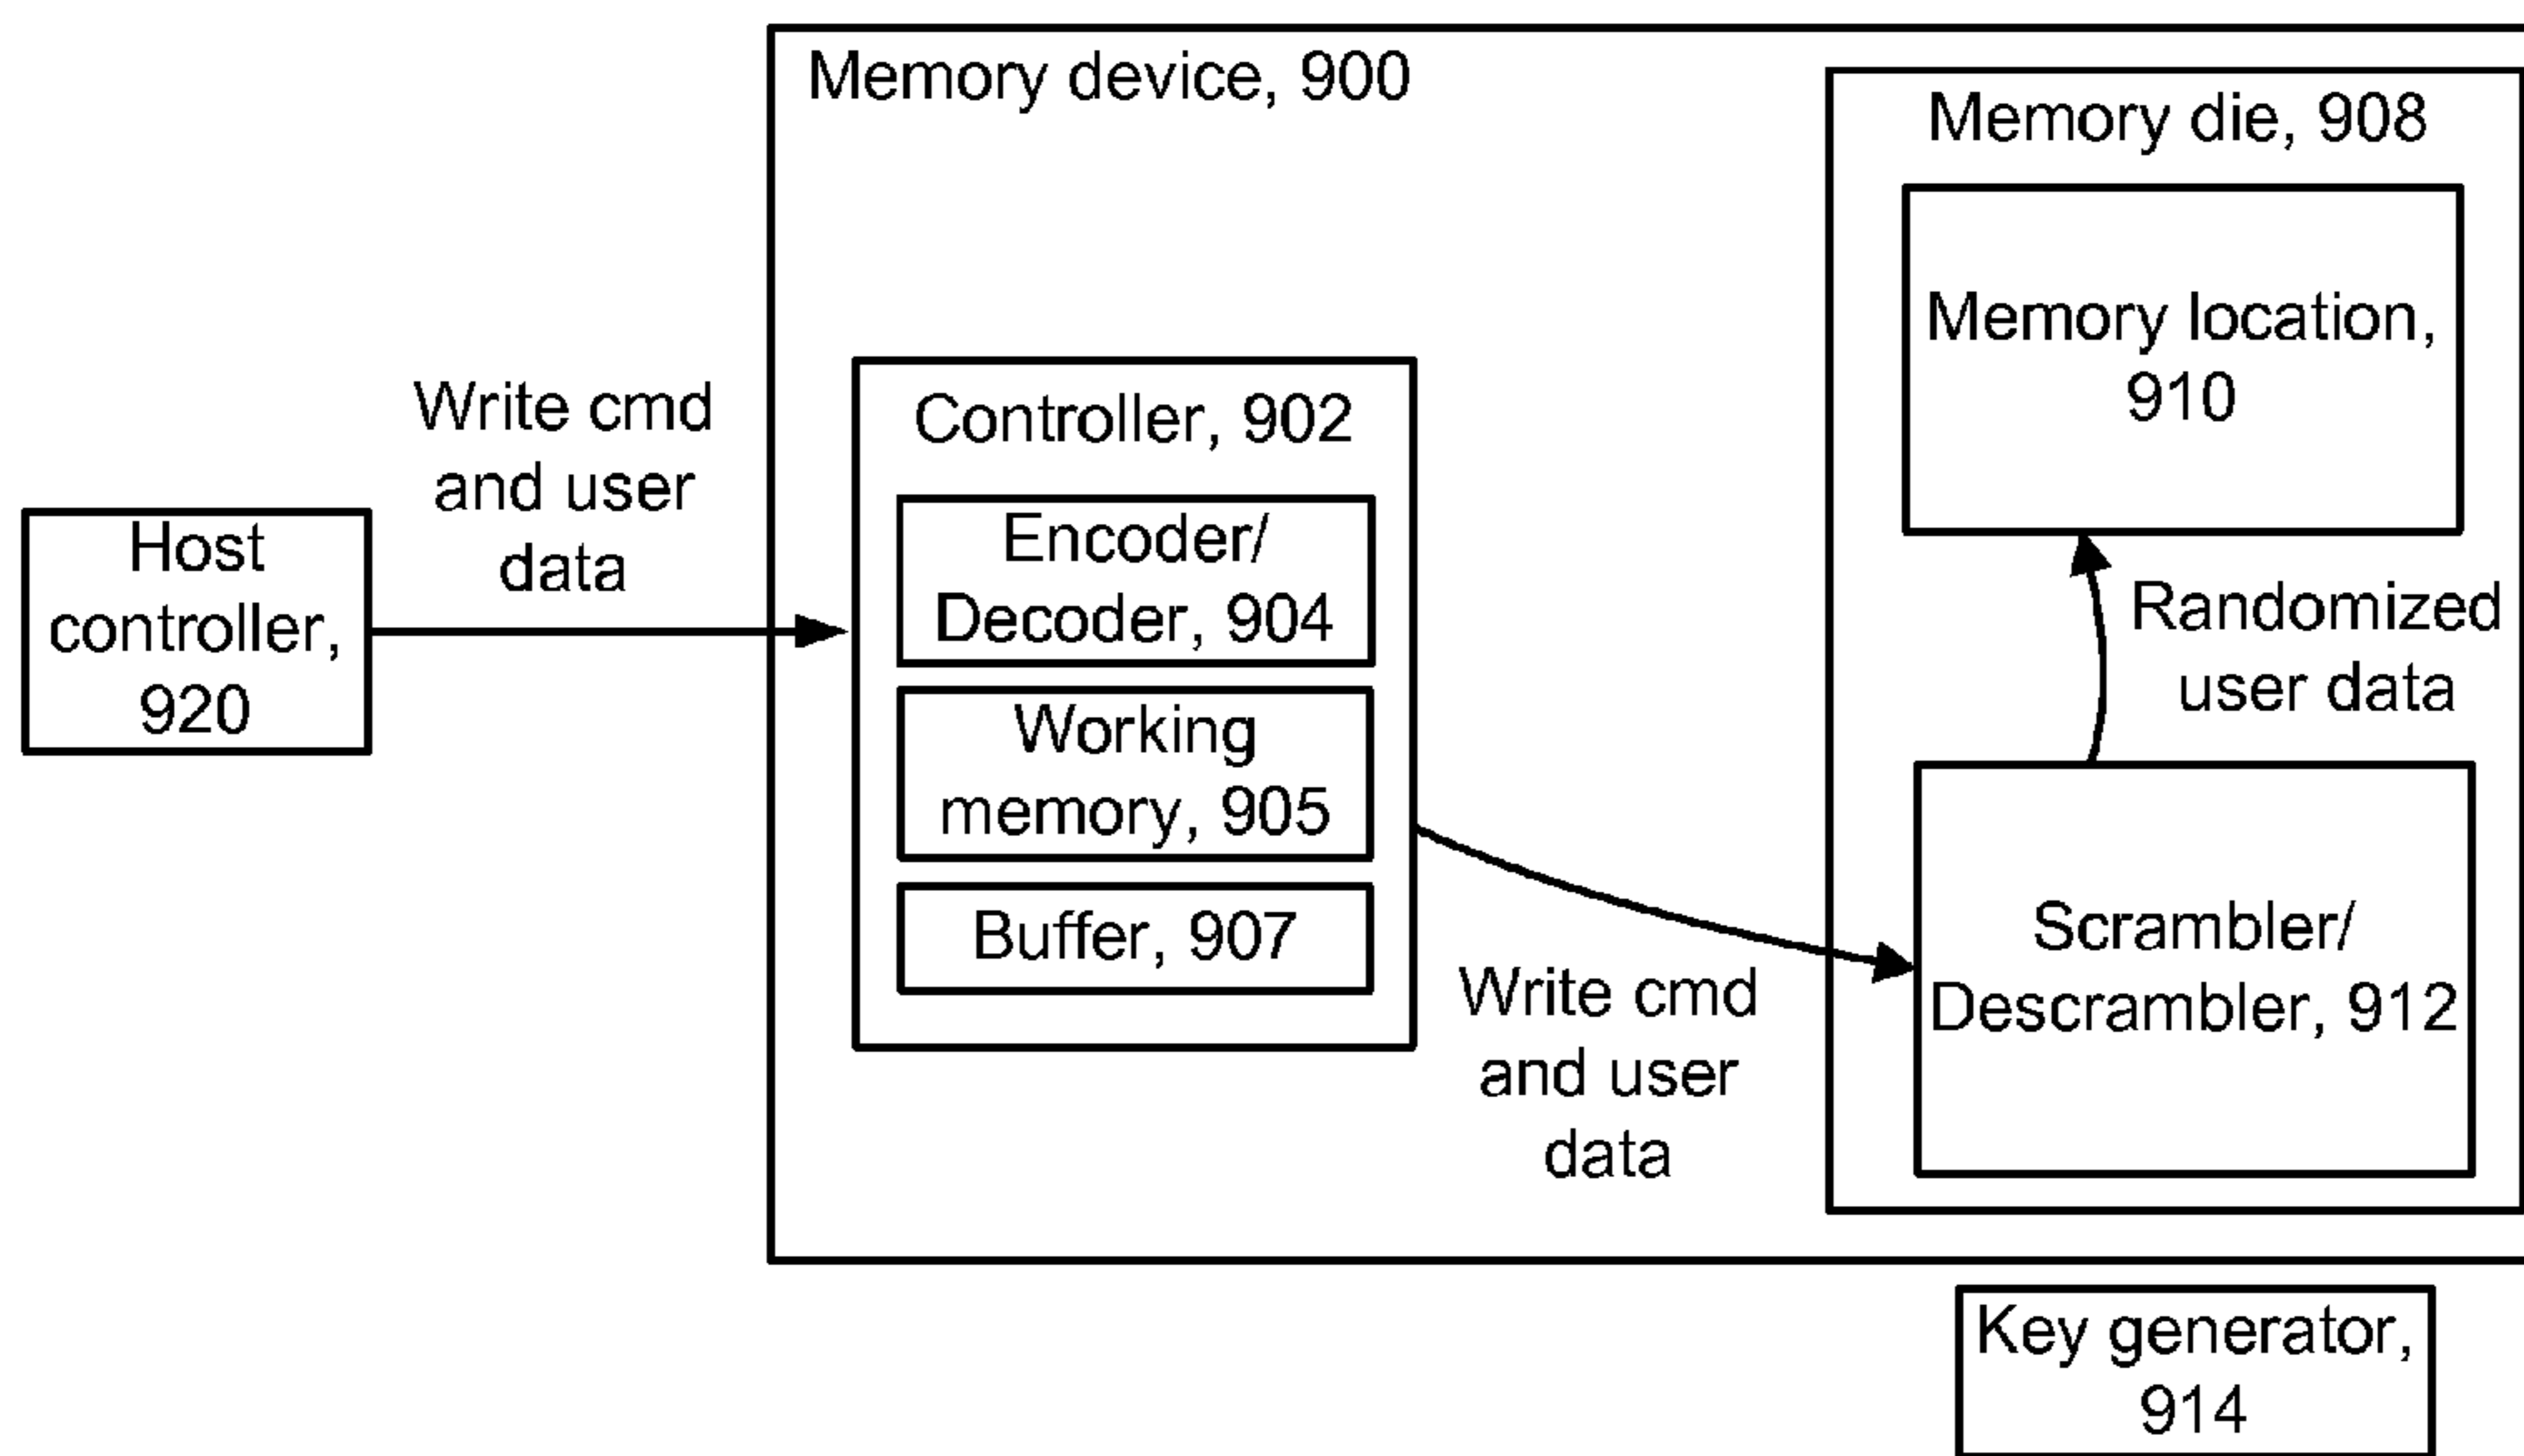 Memory device, 900
Memory die, 908
Memory location,
910
Write cmd
and user
data
Controller, 902
Host
controller,
920
Encoder/
Decoder, 904
Working
memory, 905
Buffer, 907
Randomized
user data
Write cmd
and user
data
Scrambler/
Descrambler, 912
Key generator,
914